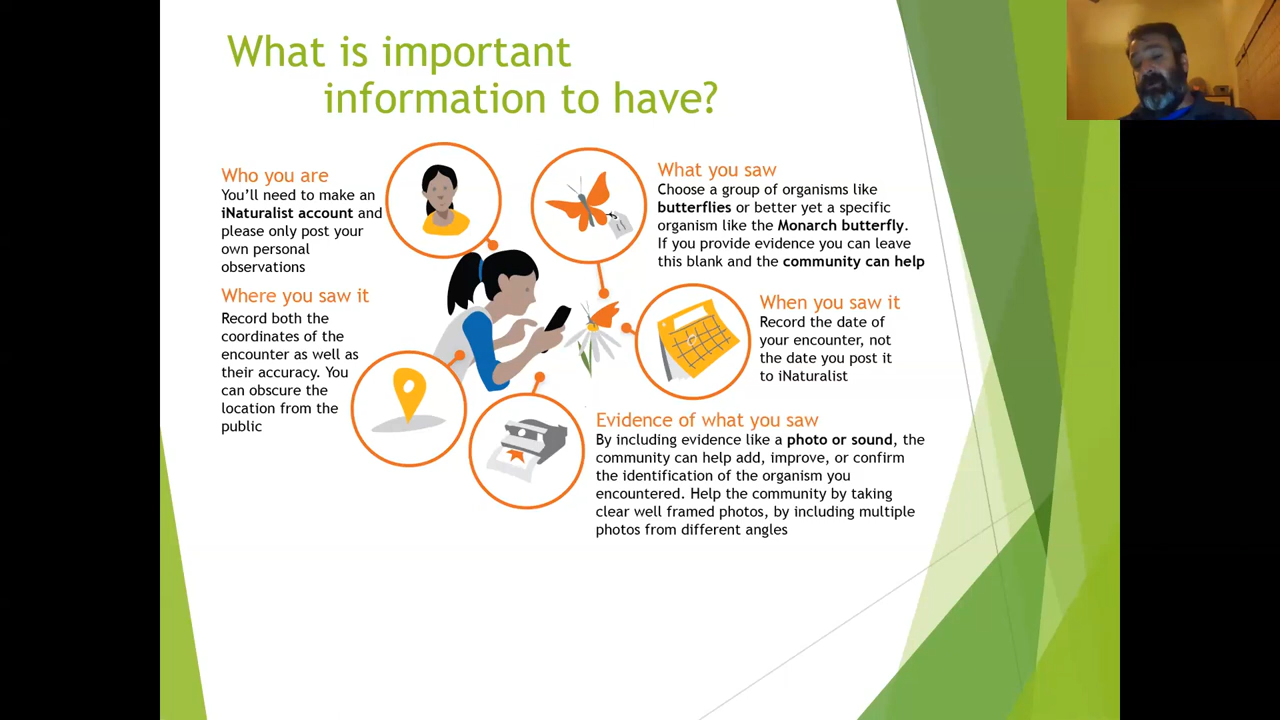 What is important
information to have?
Who you are
You'll need to make an
iNaturalist account and
please only post your
own personal
observations
What you saw
Choose a group of organisms like
butterflies or better yet a specific
organism like the Monarch butterfly.
If you provide evidence you can leave
this blank and the community can help
Where you saw it
Record both the
coordinates of the
encounter as well as
their accuracy. You
can obscure the
location from the
public
When you saw it
Record the date of
your encounter, not
the date you post it
to iNaturalist
Evidence of what you saw
By including evidence like a photo or sound, the
community can help add, improve, or confirm
the identification of the organism you
encountered. Help the community by taking
clear well framed photos, by including multiple
photos from different angles